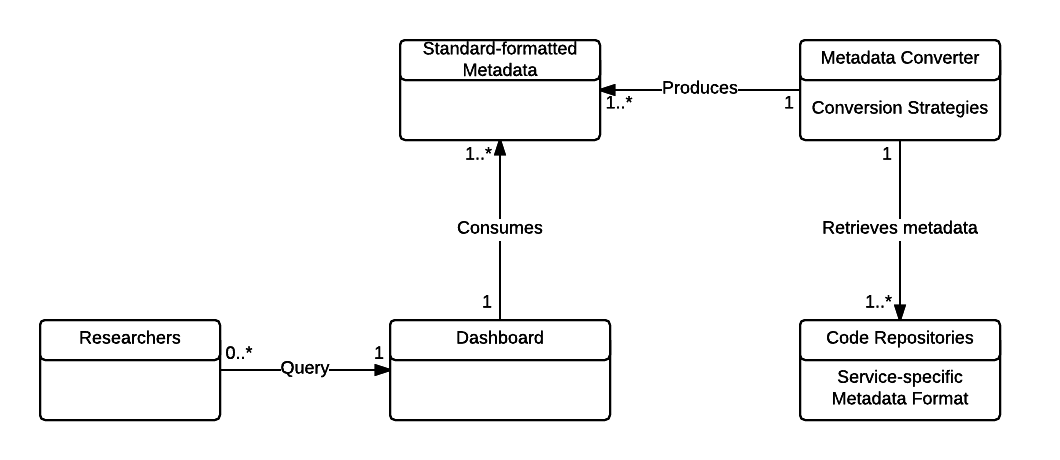 Standard-formatted
Metadata
Metadata Converter
Conversion Strategies
Produces
1..*
1
1..*
1
Consumes
Retrieves metadata
1
1..*
Researchers
Dashboard
Code Repositories
0..*
Query
1
Service-specific
Metadata Format